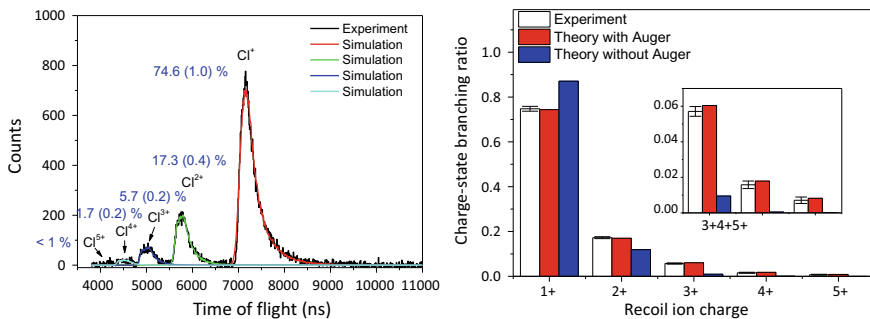 Experiment
Simulation
Simulation
Simulation
Simulation
Cl⁺
74.6 (1.0) %
17.3 (0.4) %
Cl²⁺
5.7 (0.2) %
1.7 (0.2) %
Cl³⁺
Cl⁴⁺
Cl⁵⁺
< 1 %
1000
800
600
400
200
0
Counts
4000 5000 6000 7000 8000 9000 10000 11000
Time of flight (ns)
Experiment
Theory with Auger
Theory without Auger
1.0
0.8
0.6
0.4
0.2
0.0
Charge-state branching ratio
0.06
0.04
0.02
0.00
3+4+5+
1+ 2+ 3+ 4+ 5+
Recoil ion charge